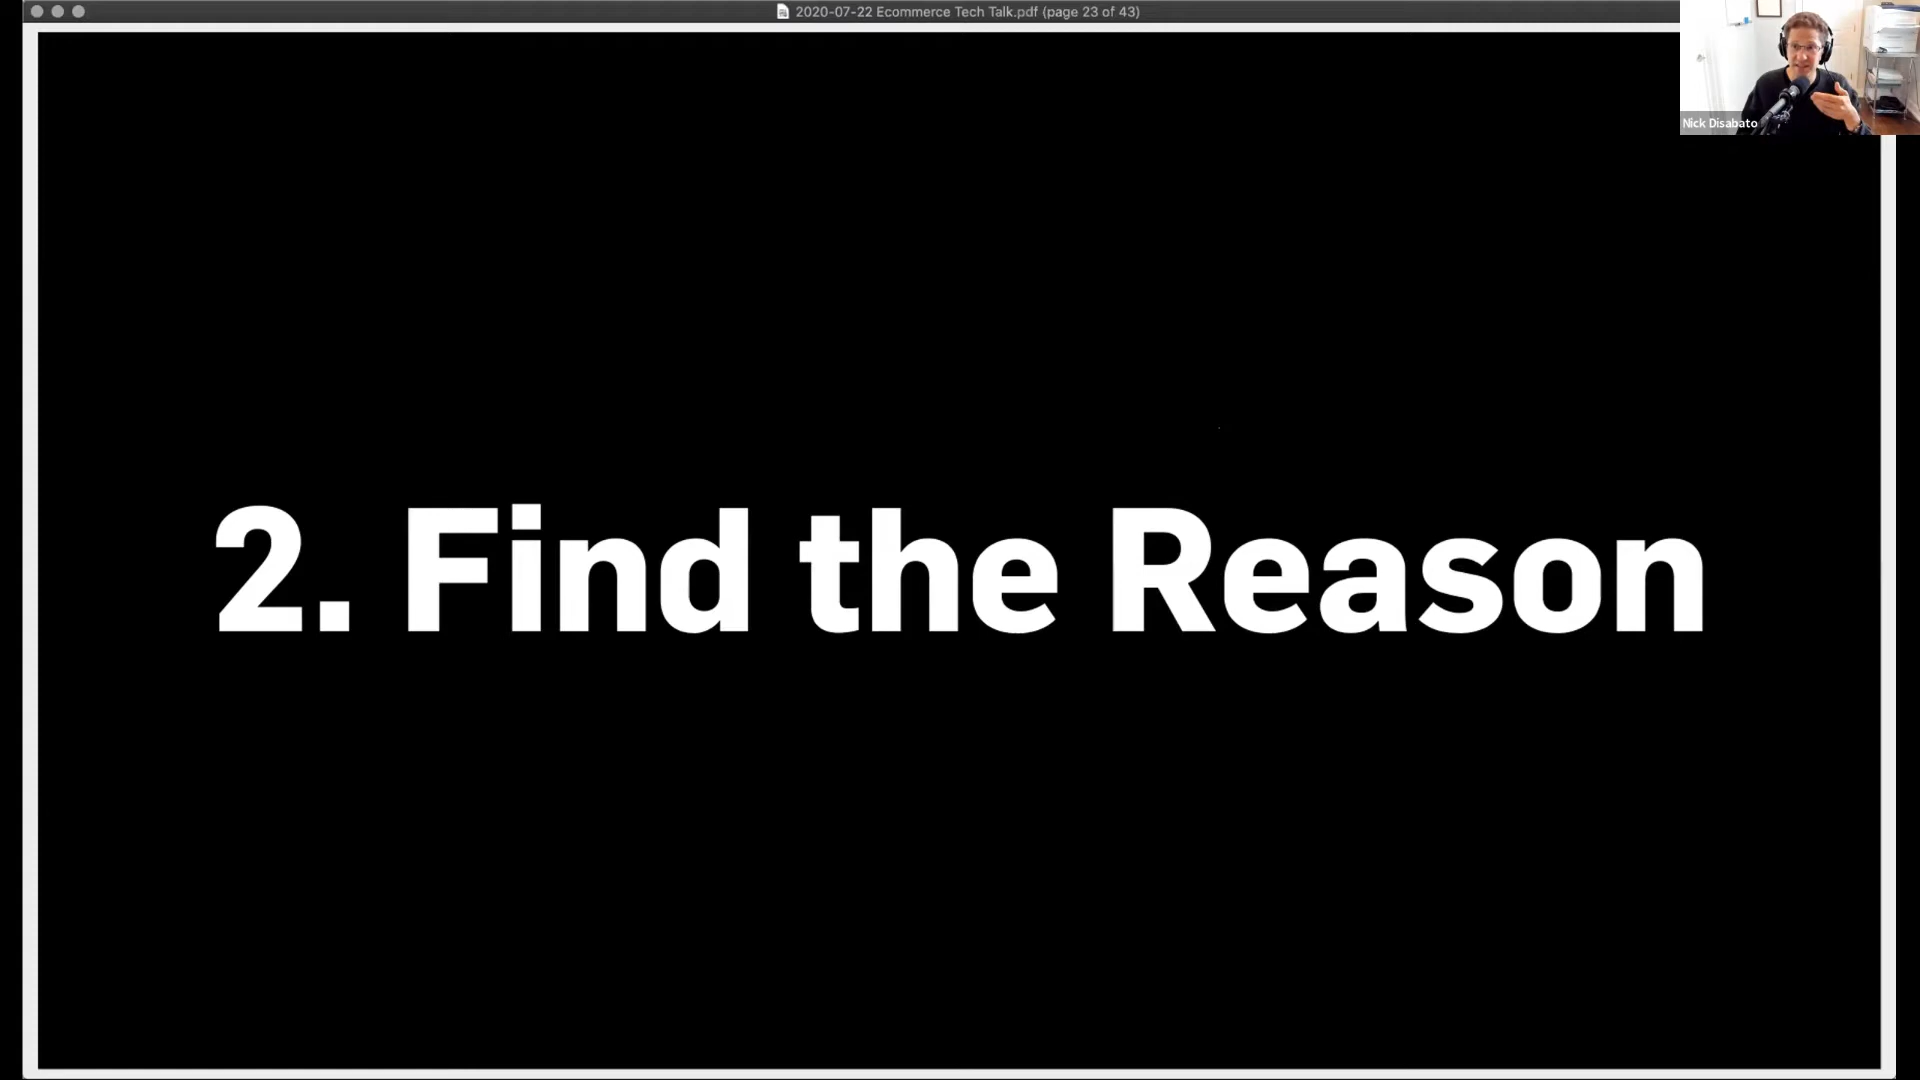 2020-07-22 Ecommerce Tech Talk.pdf (page 23 of 43)
Nick Disabato
2. Find the Reason